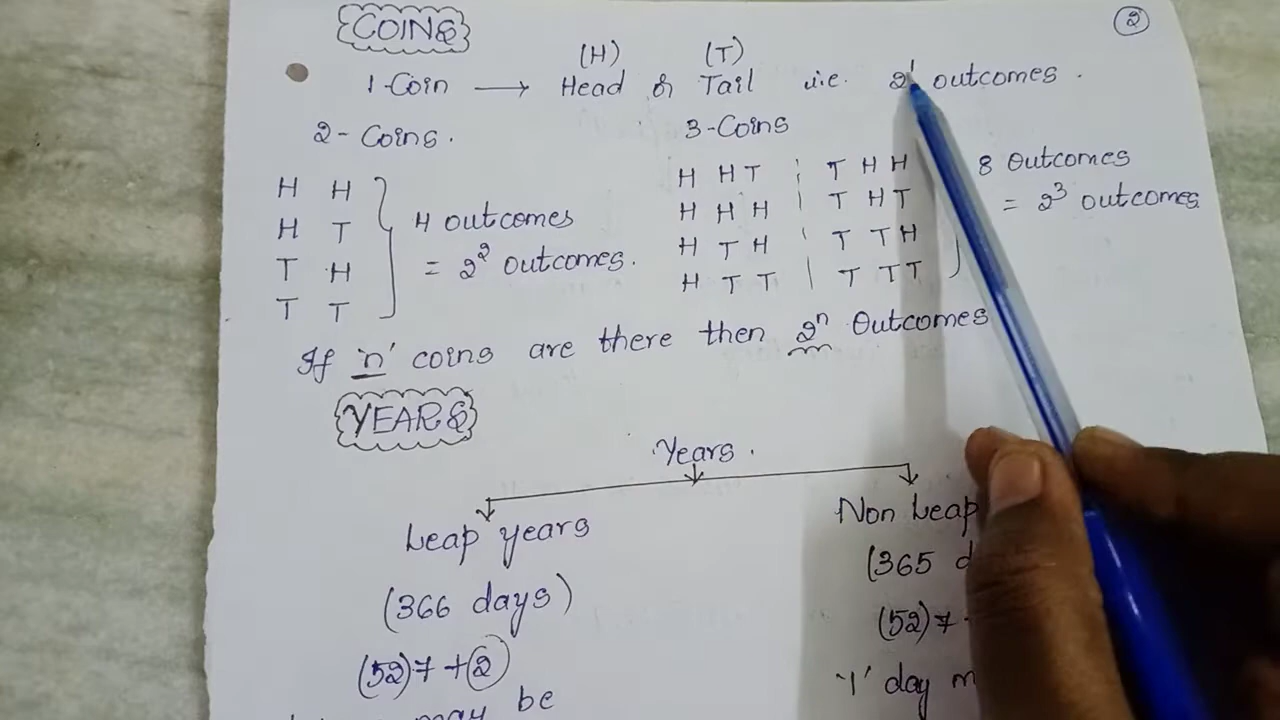 COINS
2
(H) (T)
1-Coin → Head or Tail i.e. 2¹ outcomes.
2-Coins.
3-Coins
H H
H T
T H
T T
4 outcomes
= 2² outcomes.
H H T | T H H
H H H | T H T
H T H | T T H
H T T | T T T
8 outcomes
= 2³ outcomes
If 'n' coins are there then 2ⁿ Outcomes
YEARS
Years.
Leap years
(366 days)
(52)7+2
may be
Non Leap
(365 d
(52)7
'1' day m